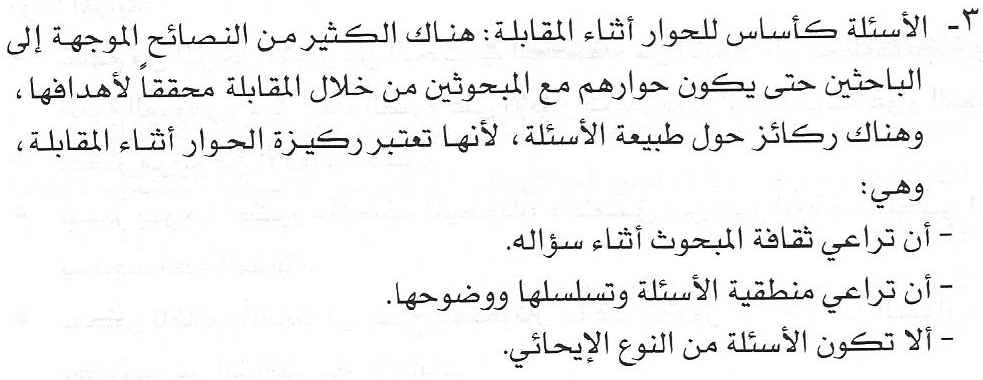 ٣- الأسئلة كأساس للحوار أثناء المقابلة: هناك الكثير من النصائح الموجهة إلى
الباحثين حتى يكون حوارهم مع المبحوثين من خلال المقابلة محققاً لأهدافها،
وهناك ركائز حول طبيعة الأسئلة، لأنها تعتبر ركيزة الحوار أثناء المقابلة،
وهي:
- أن تراعي ثقافة المبحوث أثناء سؤاله.
- أن تراعي منطقية الأسئلة وتسلسلها ووضوحها.
- ألا تكون الأسئلة من النوع الإيحائي.